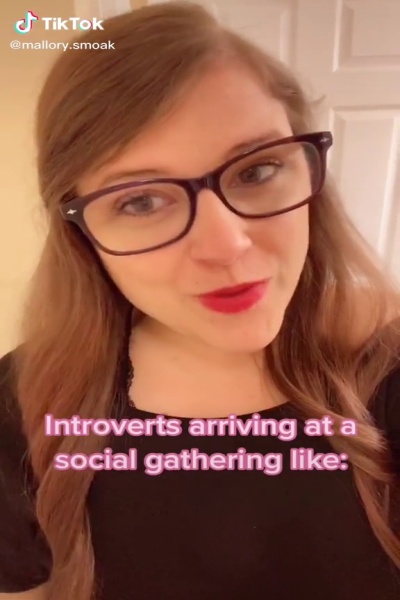 TikTok
@mallory.smoak
Introverts arriving at a
social gathering like: